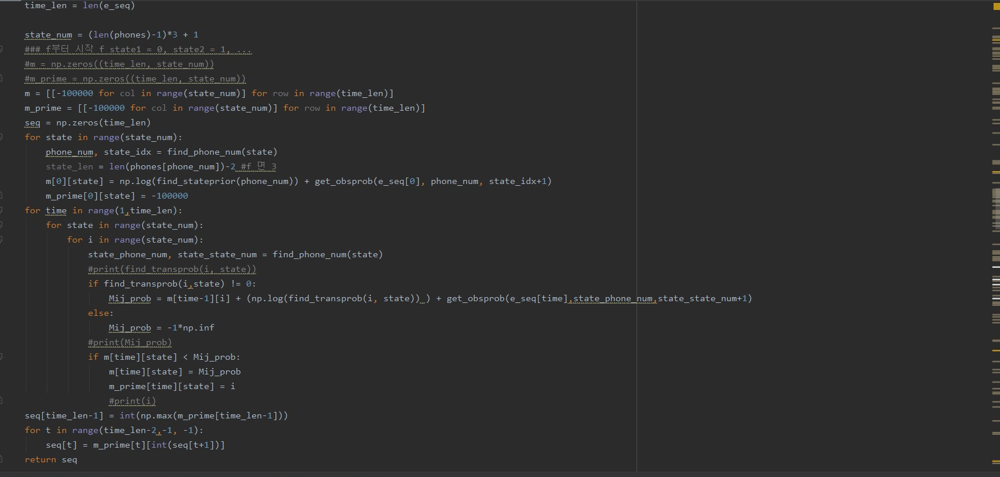 time_len = len(e_seq)
state_num = (len(phones)-1)*3 + 1
### f부터 시작 f state1 = 0, state2 = 1, ...
#m = np.zeros((time_len, state_num))
#m_prime = np.zeros((time_len, state_num))
m = [[-100000 for col in range(state_num)] for row in range(time_len)]
m_prime = [[-100000 for col in range(state_num)] for row in range(time_len)]
seq = np.zeros(time_len)
for state in range(state_num):
    phone_num, state_idx = find_phone_num(state)
    state_len = len(phones[phone_num])-2 #f 면 3
    m[0][state] = np.log(find_stateprior(phone_num)) + get_obsprob(e_seq[0], phone_num, state_idx+1)
    m_prime[0][state] = -100000
for time in range(1,time_len):
    for state in range(state_num):
        for i in range(state_num):
            state_phone_num, state_state_num = find_phone_num(state)
            #print(find_transprob(i, state))
            if find_transprob(i,state) != 0:
                Mij_prob = m[time-1][i] + (np.log(find_transprob(i, state)) ) + get_obsprob(e_seq[time],state_phone_num,state_state_num+1)
            else:
                Mij_prob = -1*np.inf
            #print(Mij_prob)
            if m[time][state] < Mij_prob:
                m[time][state] = Mij_prob
                m_prime[time][state] = i
                #print(i)
seq[time_len-1] = int(np.max(m_prime[time_len-1]))
for t in range(time_len-2,-1, -1):
    seq[t] = m_prime[t][int(seq[t+1])]
return seq